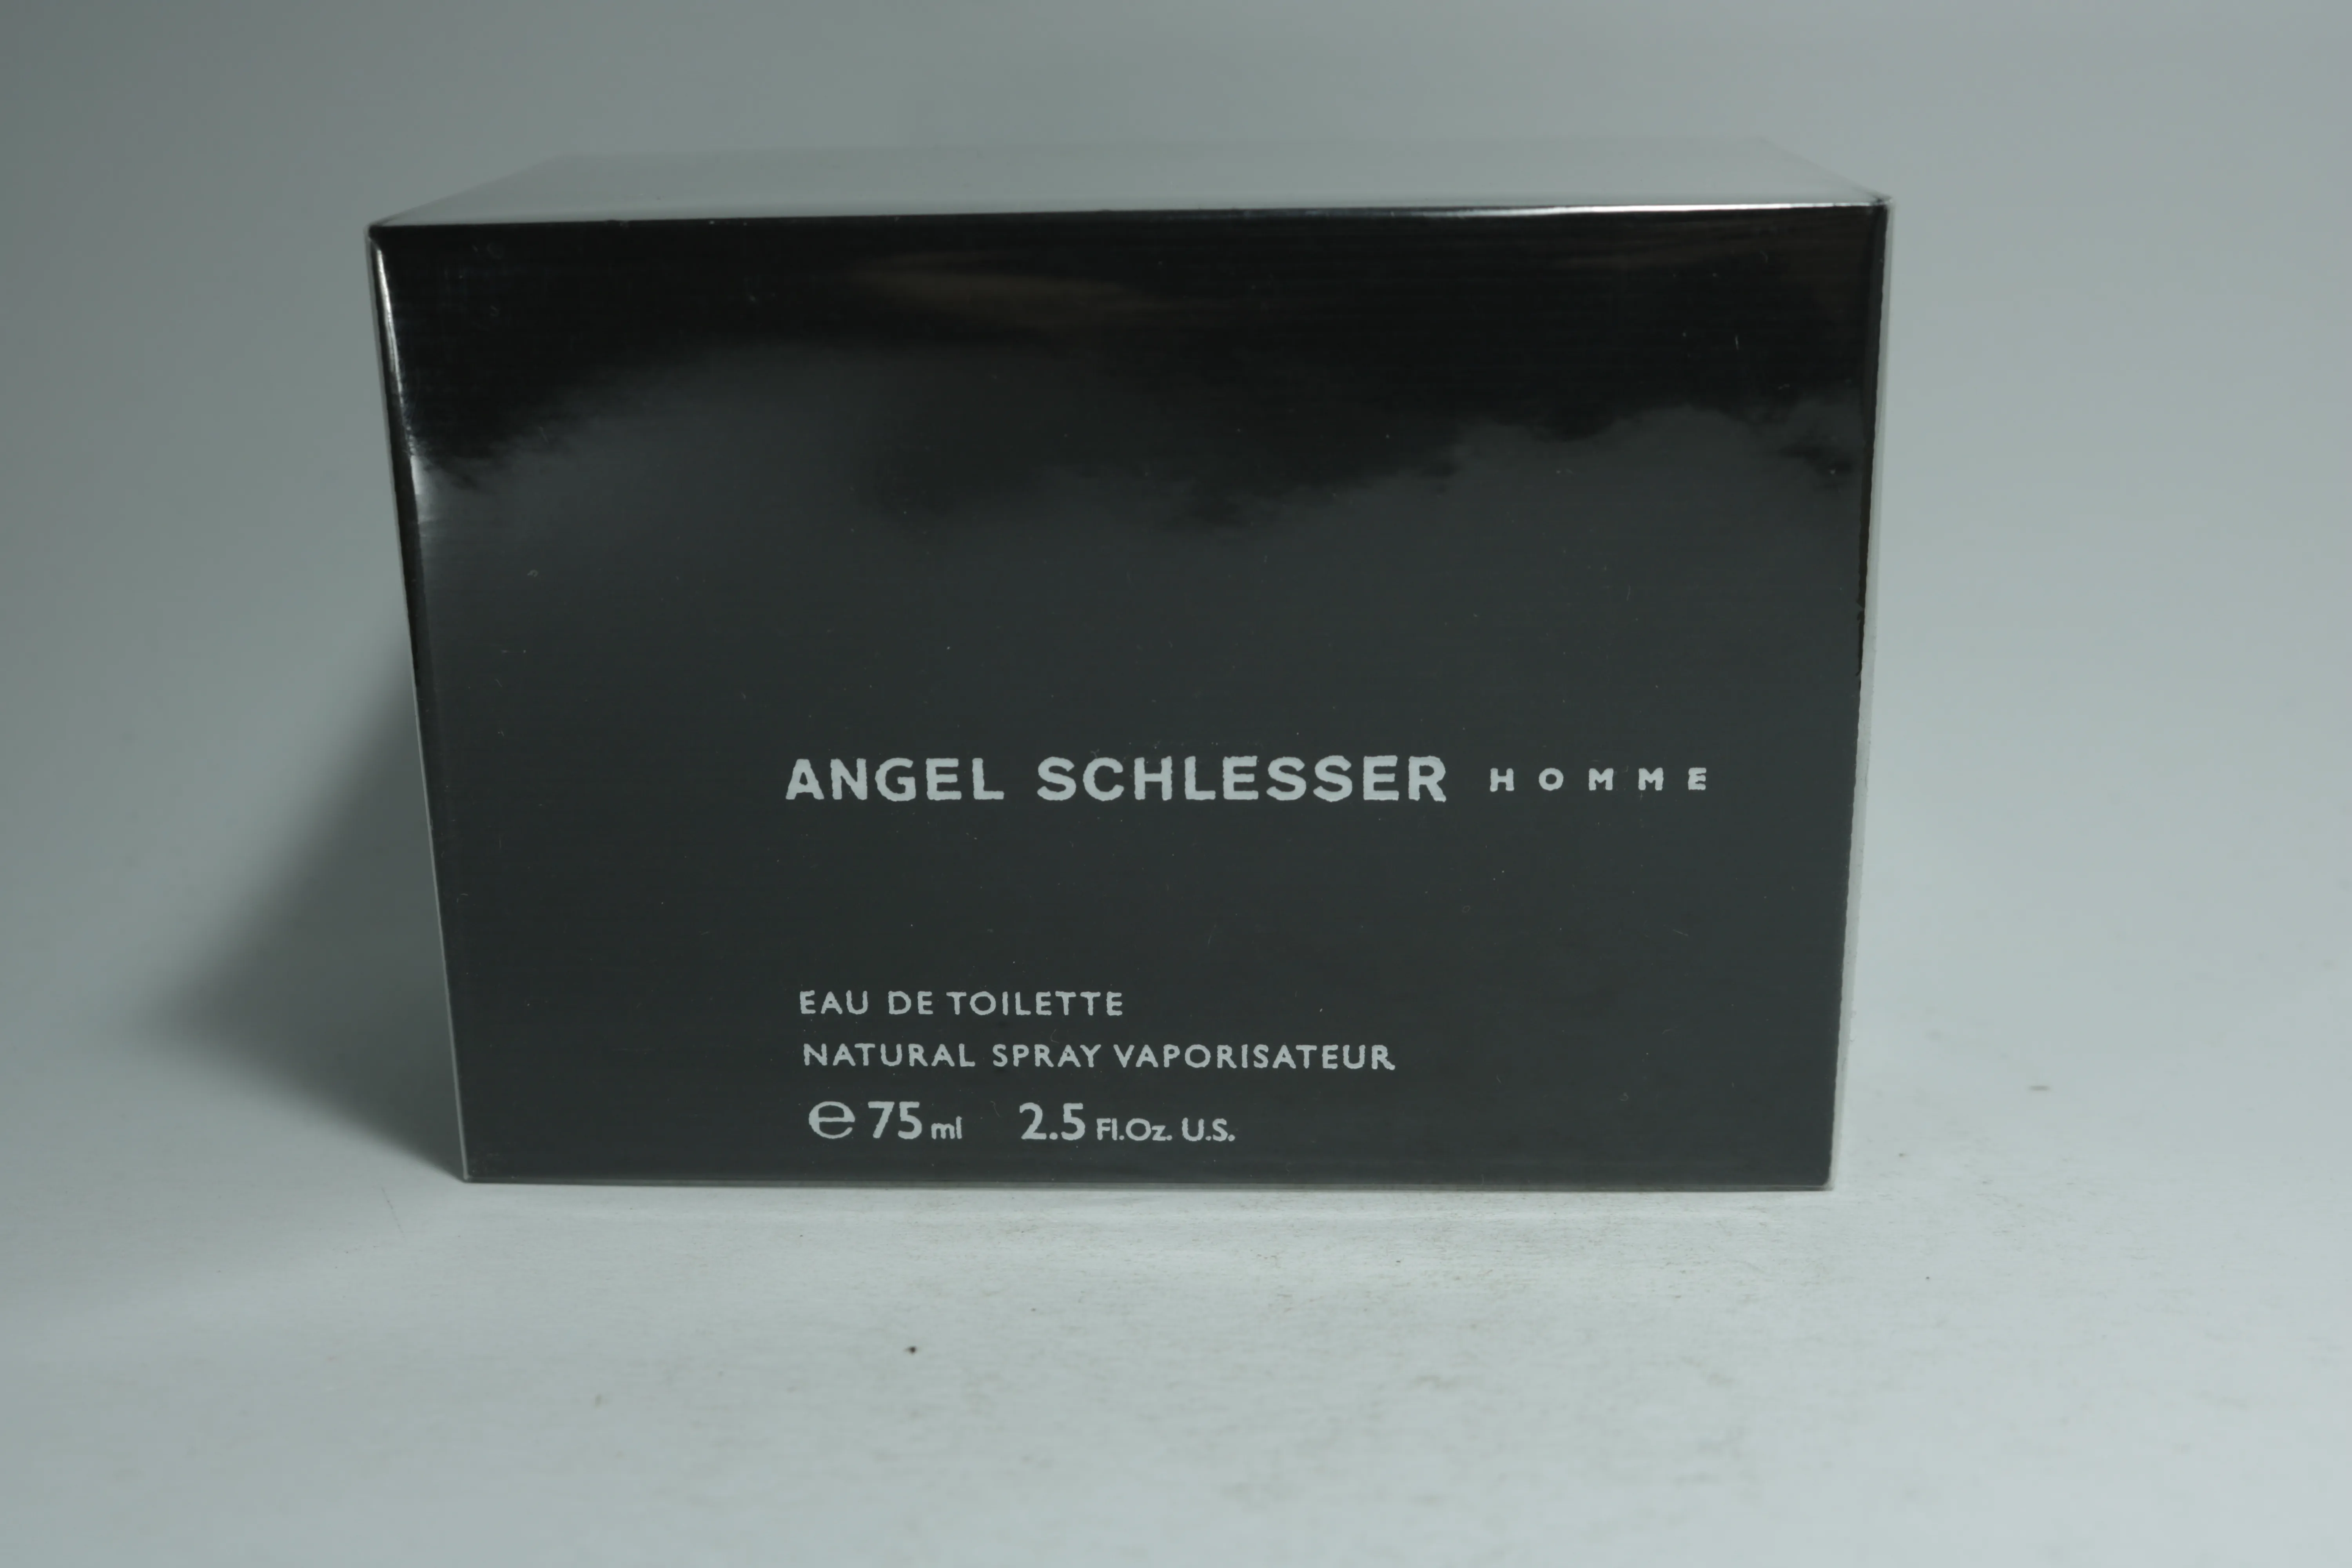 ANGEL SCHLESSER HOMME
EAU DE TOILETTE
NATURAL SPRAY VAPORISATEUR
℮ 75 ml 2.5 Fl.Oz. U.S.